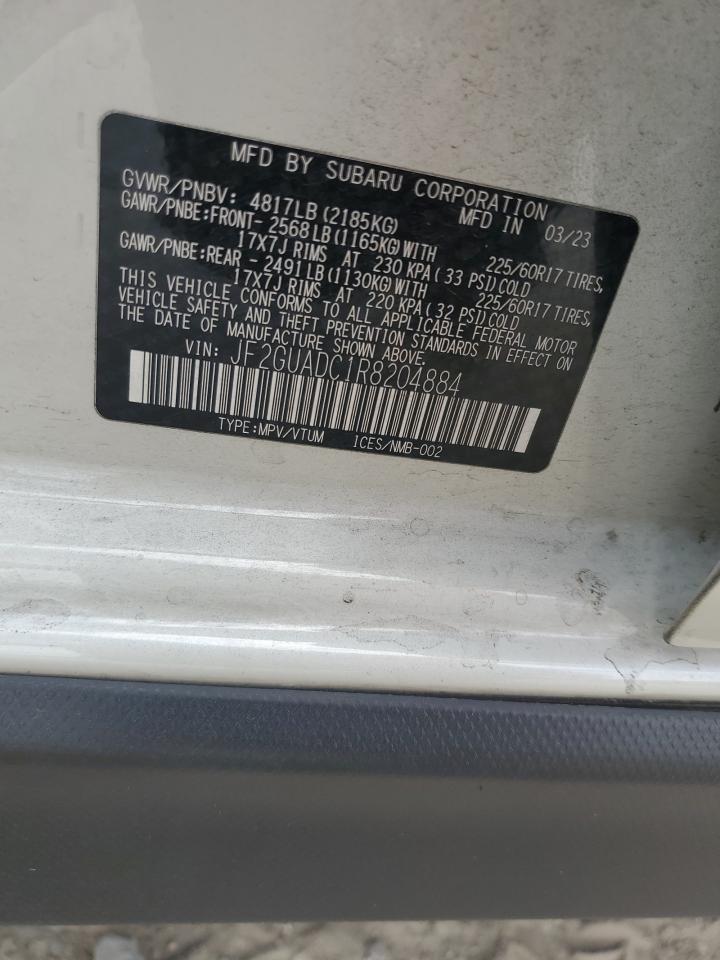 MFD BY SUBARU CORPORATION
GVWR/PNBV: 4817LB (2185KG) MFD IN 03/23
GAWR/PNBE:FRONT- 2568LB (1165KG) WITH 225/60R17 TIRES,
17X7J RIMS AT 230 KPA ( 33 PSI) COLD
GAWR/PNBE:REAR - 2491LB (1130KG) WITH 225/60R17 TIRES,
17X7J RIMS AT 220 KPA ( 32 PSI) COLD
THIS VEHICLE CONFORMS TO ALL APPLICABLE FEDERAL MOTOR
VEHICLE SAFETY AND THEFT PREVENTION STANDARDS IN EFFECT ON
THE DATE OF MANUFACTURE SHOWN ABOVE.
VIN: JF2GUADC1R8204884
TYPE:MPV/VTUM ICES/NMB-002